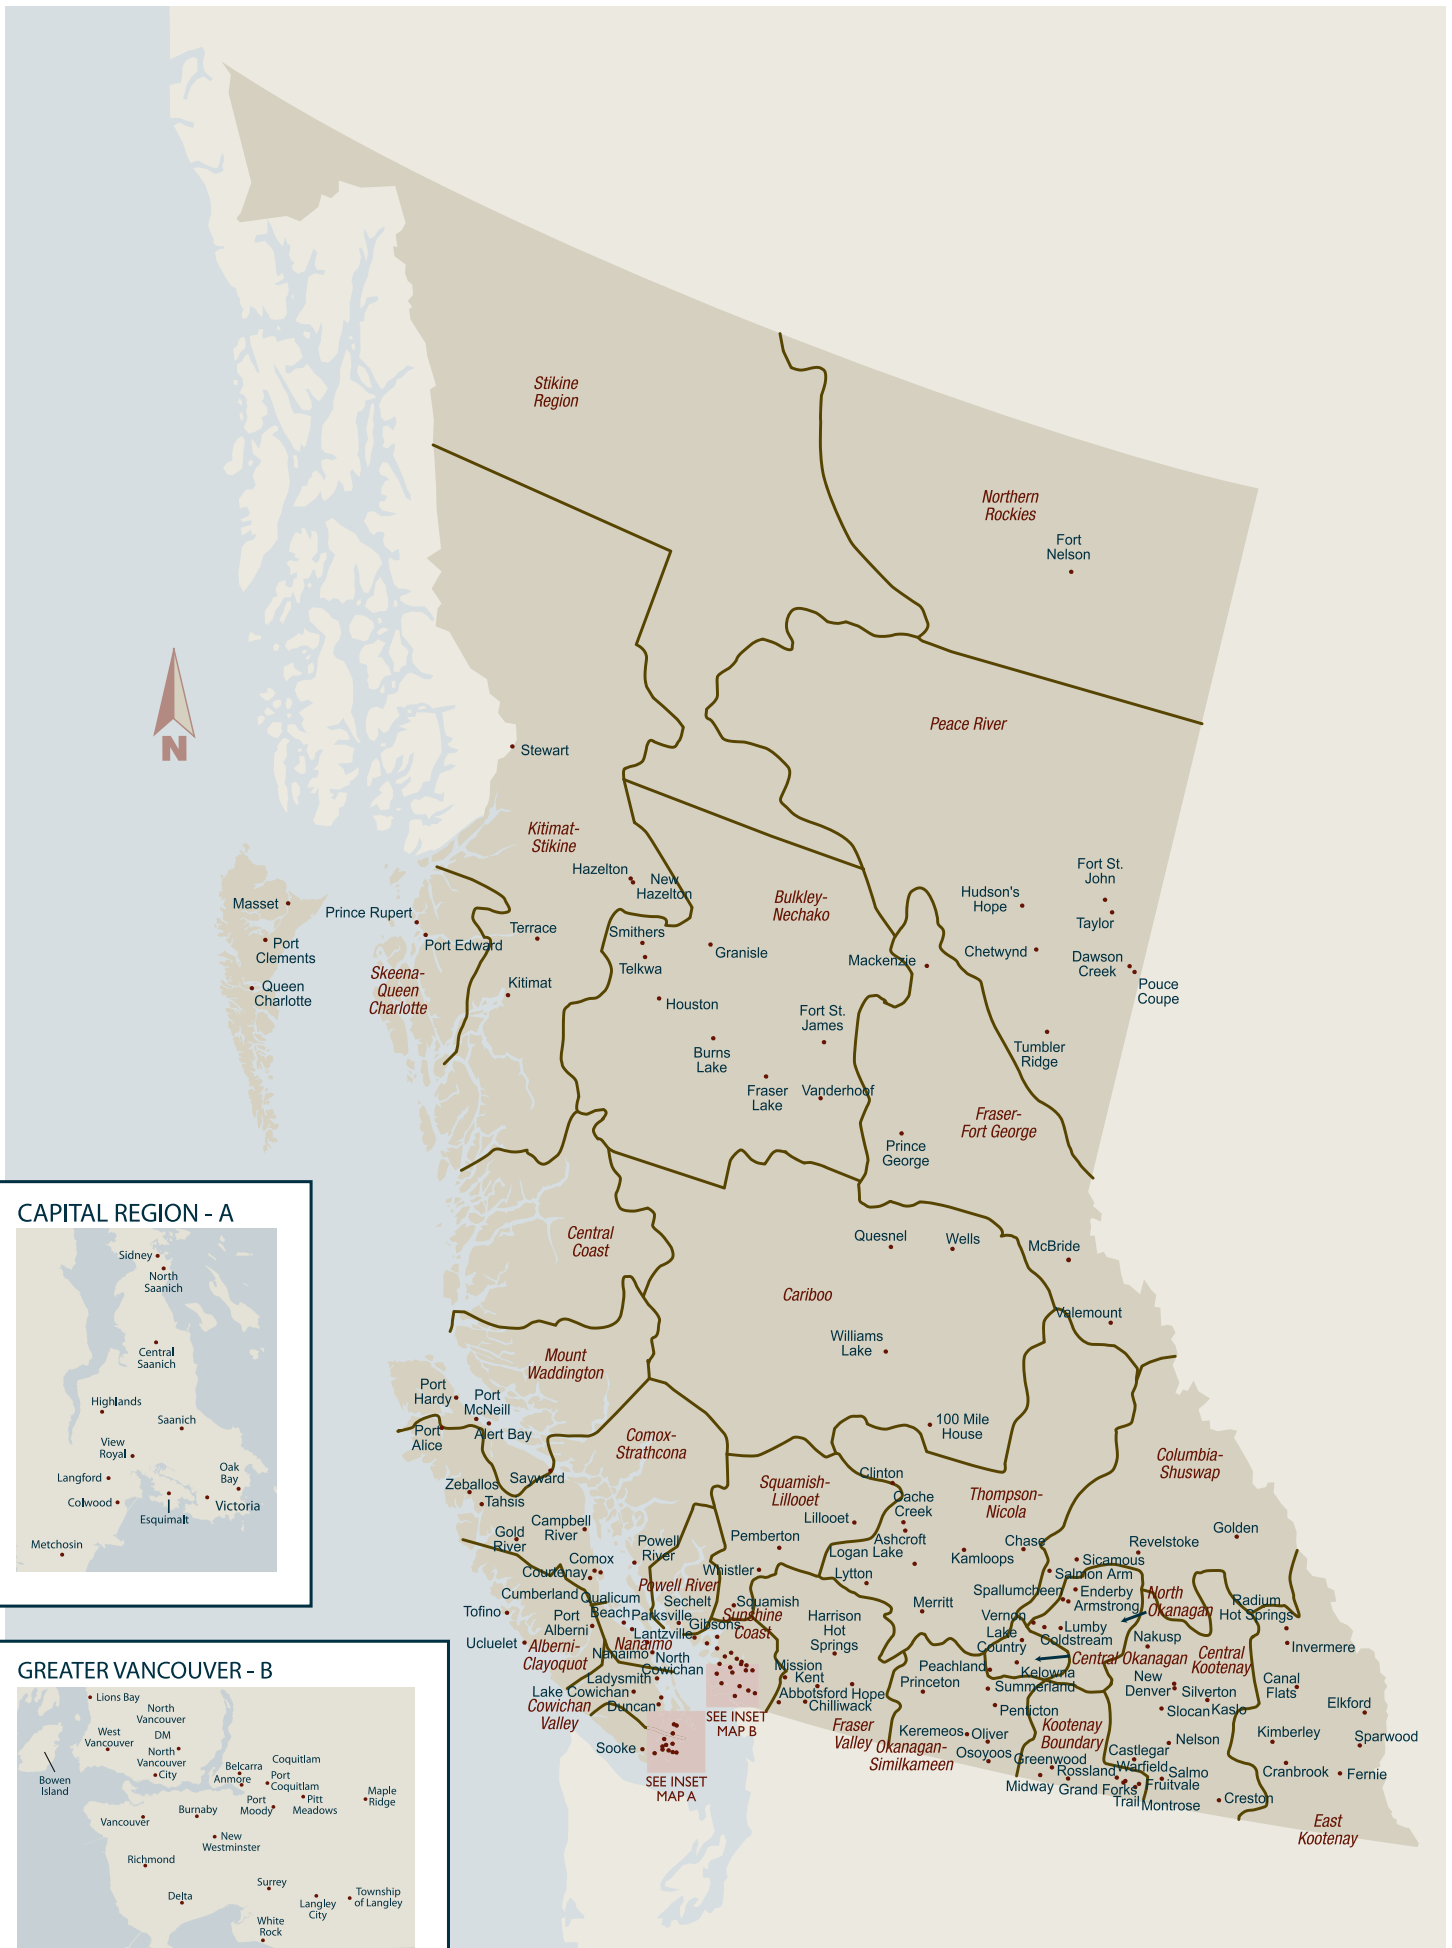 Stikine
Region
Northern
Rockies
Fort
Nelson
Peace River
N
Stewart
Kitimat-
Stikine
Hazelton
New
Hazelton
Bulkley-
Nechako
Fort St.
John
Hudson's
Hope
Taylor
Masset
Prince Rupert
Port Edward
Terrace
Smithers
Granisle
Telkwa
Mackenzie
Chetwynd
Dawson
Creek
Pouce
Coupe
Port
Clements
Queen
Charlotte
Skeena-
Queen
Charlotte
Kitimat
Houston
Fort St.
James
Burns
Lake
Tumbler
Ridge
Fraser
Lake
Vanderhoof
Fraser-
Fort George
Prince
George
Central
Coast
Quesnel
Wells
McBride
Cariboo
Valemount
Williams
Lake
Mount
Waddington
Port
Hardy
Port
McNeill
Port
Alice
Alert Bay
100 Mile
House
Comox-
Strathcona
Columbia-
Shuswap
Sayward
Zeballos
Tahsis
Squamish-
Lillooet
Clinton
Cache
Creek
Thompson-
Nicola
Lillooet
Ashcroft
Gold
River
Campbell
River
Powell
River
Pemberton
Logan Lake
Kamloops
Chase
Revelstoke
Golden
Comox
Courtenay
Whistler
Lytton
Sicamous
Salmon Arm
Cumberland
Powell River
Qualicum
Beach
Sechelt
Squamish
Spallumcheen
Enderby
Armstrong
North
Okanagan
Radium
Hot Springs
Tofino
Port
Alberni
Parksville
Gibsons
Sunshine
Coast
Harrison
Hot
Springs
Merritt
Vernon
Lumby
Coldstream
Lake
Country
Nakusp
Invermere
Ucluelet
Alberni-
Clayoquot
Lantzville
Nanaimo
Nanaimo
North
Cowichan
Central Okanagan
Central
Kootenay
Ladysmith
Mission
Kent
Abbotsford
Hope
Chilliwack
Peachland
Kelowna
Princeton
Summerland
New
Denver
Silverton
Canal
Flats
Lake Cowichan
Duncan
Cowichan
Valley
Penticton
Slocan
Kaslo
Elkford
SEE INSET
MAP B
Fraser
Valley
Keremeos
Oliver
Kootenay
Boundary
Nelson
Kimberley
Sparwood
Sooke
Okanagan-
Similkameen
Osoyoos
Greenwood
Castlegar
Warfield
Rossland
Salmo
Cranbrook
Fernie
SEE INSET
MAP A
Midway
Grand Forks
Fruitvale
Trail
Montrose
Creston
East
Kootenay
CAPITAL REGION - A
Sidney
North
Saanich
Central
Saanich
Highlands
Saanich
View
Royal
Langford
Oak
Bay
Colwood
Victoria
Esquimalt
Metchosin
GREATER VANCOUVER - B
Lions Bay
North
Vancouver
DM
West
Vancouver
North
Vancouver
City
Bowen
Island
Belcarra
Anmore
Coquitlam
Port
Coquitlam
Maple
Ridge
Port
Moody
Pitt
Meadows
Vancouver
Burnaby
New
Westminster
Richmond
Surrey
Delta
Langley
City
Township
of Langley
White
Rock